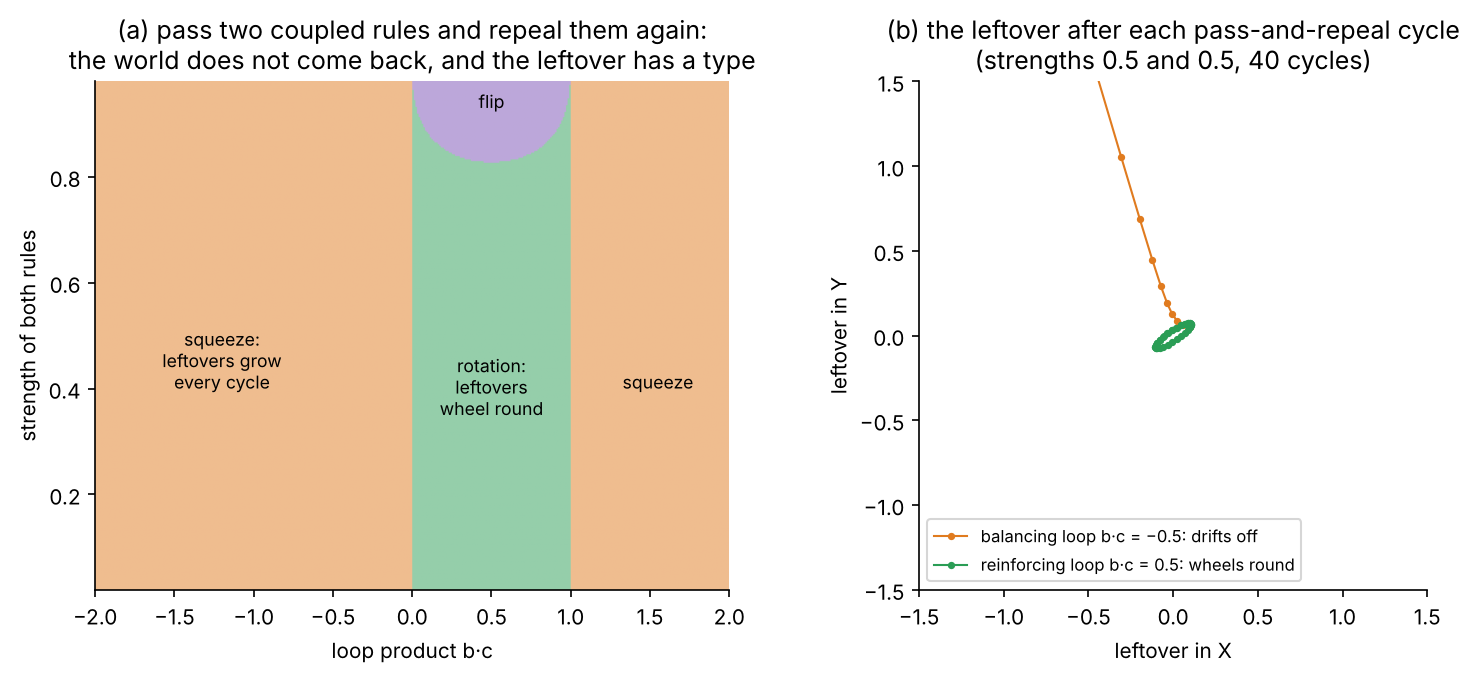 (a) pass two coupled rules and repeal them again:
the world does not come back, and the leftover has a type
flip
squeeze:
leftovers grow
every cycle
rotation:
leftovers
wheel round
squeeze
0.8
0.6
0.4
0.2
strength of both rules
−2.0 −1.5 −1.0 −0.5 0.0 0.5 1.0 1.5 2.0
loop product b·c
(b) the leftover after each pass-and-repeal cycle
(strengths 0.5 and 0.5, 40 cycles)
1.5
1.0
0.5
0.0
−0.5
−1.0
−1.5
leftover in Y
balancing loop b·c = −0.5: drifts off
reinforcing loop b·c = 0.5: wheels round
−1.5 −1.0 −0.5 0.0 0.5 1.0 1.5
leftover in X